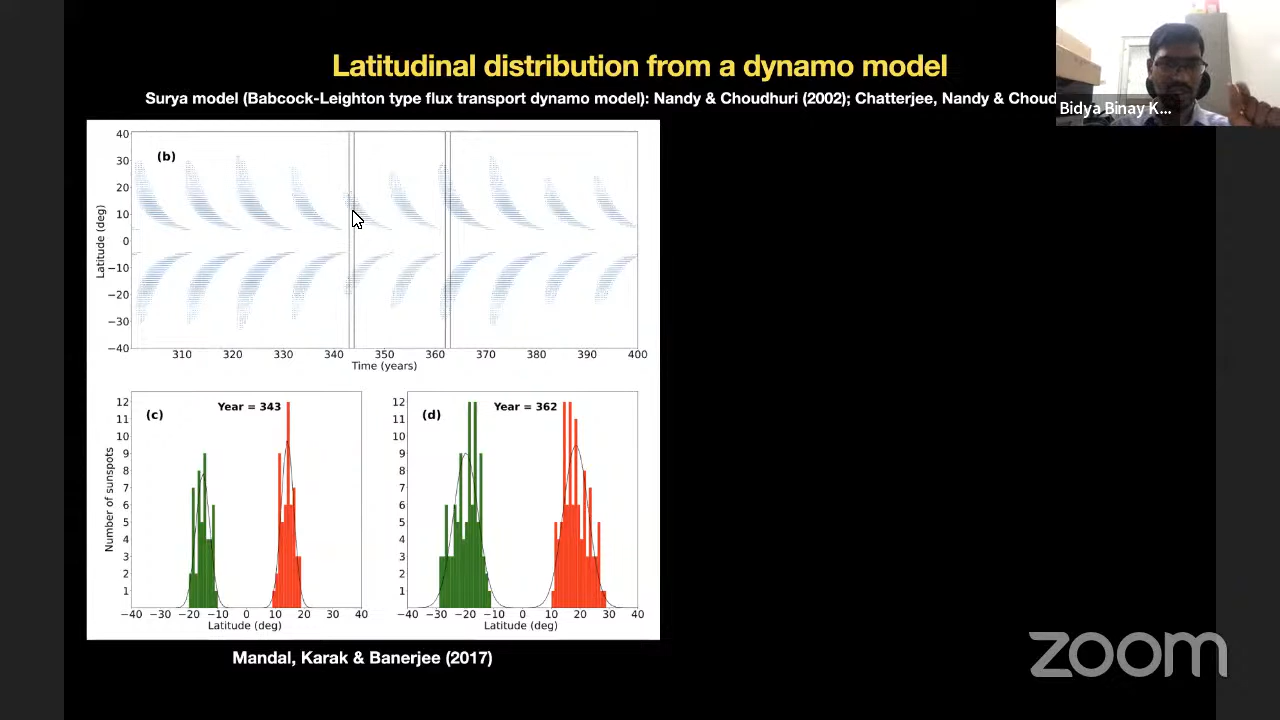 Latitudinal distribution from a dynamo model
Surya model (Babcock-Leighton type flux transport dynamo model): Nandy & Choudhuri (2002); Chatterjee, Nandy & Choud
Bidya Binay K...
(b)
40
30
20
10
0
−10
−20
−30
−40
Latitude (deg)
310 320 330 340 350 360 370 380 390 400
Time (years)
(c)
Year = 343
12
11
10
9
8
7
6
5
4
3
2
1
Number of sunspots
−40 −30 −20 −10 0 10 20 30 40
Latitude (deg)
(d)
Year = 362
12
11
10
9
8
7
6
5
4
3
2
1
−40 −30 −20 −10 0 10 20 30 40
Latitude (deg)
Mandal, Karak & Banerjee (2017)
zoom